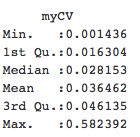 myCV
Min.   :0.001436
1st Qu.:0.016304
Median :0.028153
Mean   :0.036462
3rd Qu.:0.046135
Max.   :0.582392